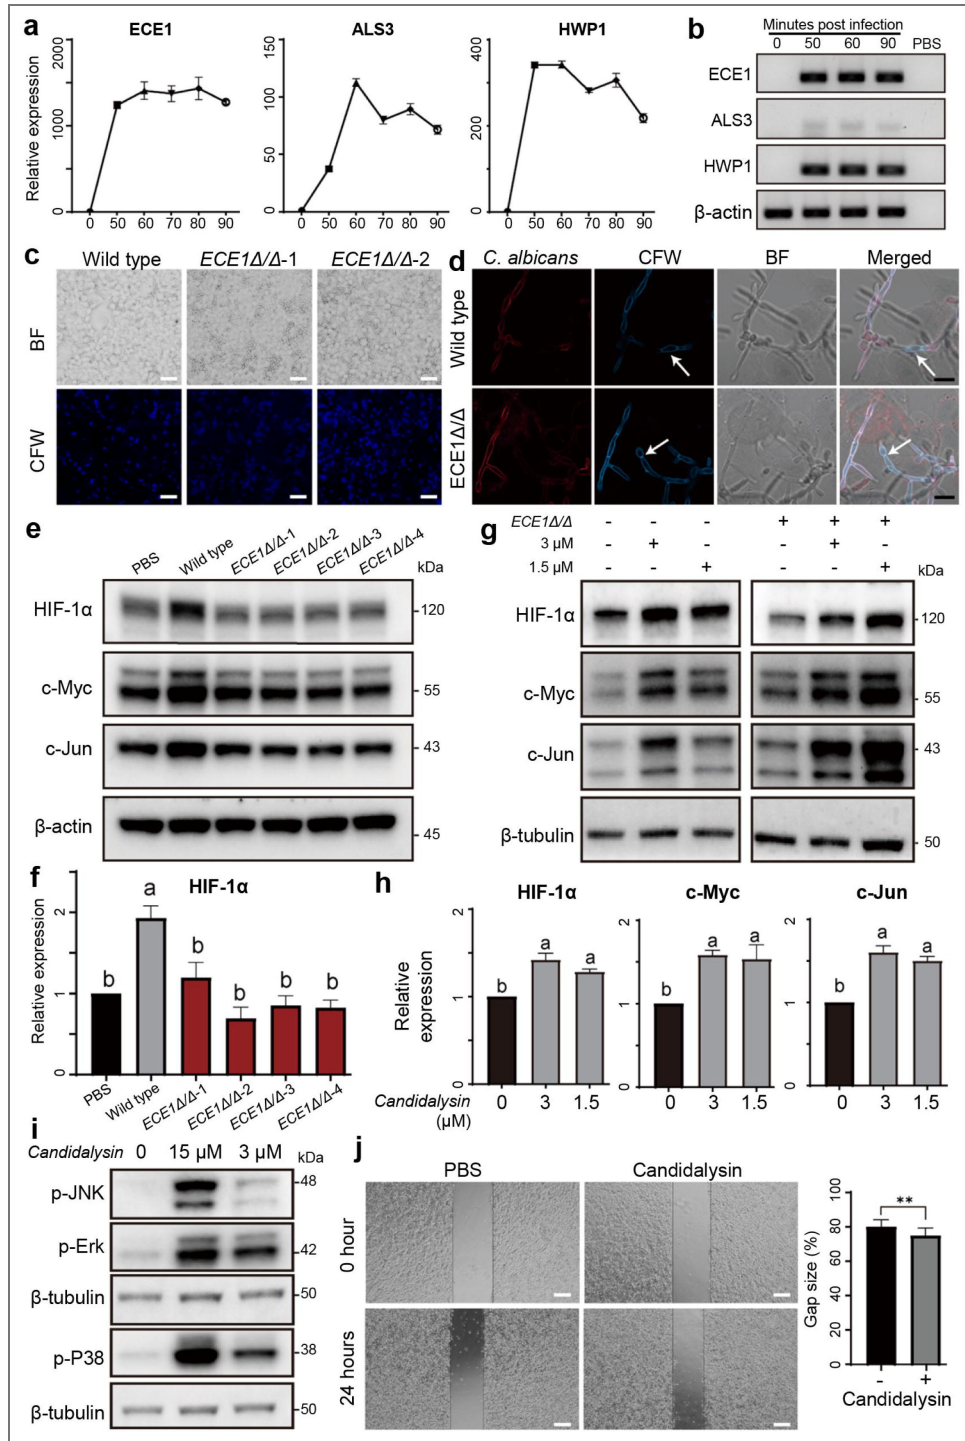 a
ECE1
ALS3
HWP1
Relative expression
0 1000 2000
0 50 100 150
0 200 400
0 50 60 70 80 90
0 50 60 70 80 90
0 50 60 70 80 90
b
Minutes post infection
0 50 60 90 PBS
ECE1
ALS3
HWP1
β-actin
c
Wild type ECE1Δ/Δ-1 ECE1Δ/Δ-2
BF
CFW
d
C. albicans CFW BF Merged
Wild type
ECE1Δ/Δ
e
PBS Wild type ECE1Δ/Δ-1 ECE1Δ/Δ-2 ECE1Δ/Δ-3 ECE1Δ/Δ-4
kDa
HIF-1α 120
c-Myc 55
c-Jun 43
β-actin 45
g
ECE1Δ/Δ - - - + + +
3 μM - + - - + -
1.5 μM - - + - - + kDa
HIF-1α 120
c-Myc 55
c-Jun 43
β-tubulin 50
f
HIF-1α
Relative expression
0 1 2
b a b b b b
PBS Wild type ECE1Δ/Δ-1 ECE1Δ/Δ-2 ECE1Δ/Δ-3 ECE1Δ/Δ-4
h
HIF-1α c-Myc c-Jun
Relative
expression
0 1 2
0 1 2
0 1 2
b a a
b a a
b a a
Candidalysin 0 3 1.5 0 3 1.5 0 3 1.5
(μM)
i
Candidalysin 0 15 μM 3 μM kDa
p-JNK 48
p-Erk 42
β-tubulin 50
p-P38 38
β-tubulin 50
j
PBS Candidalysin
0 hour
24 hours
Gap size (%)
0 20 40 60 80 100
**
- +
Candidalysin